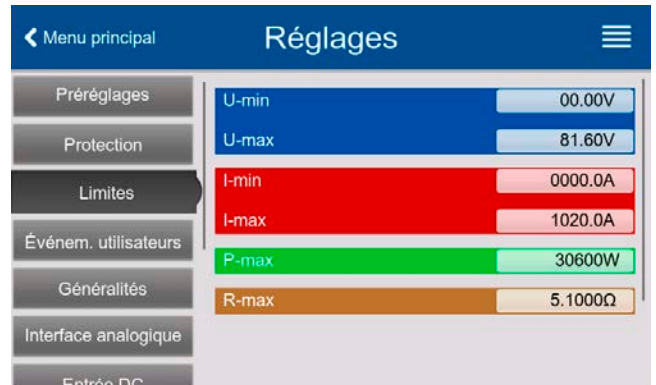 Menu principal
Réglages
Préréglages
Protection
Limites
Événem. utilisateurs
Généralités
Interface analogique
Entrée DC
U-min 00.00V
U-max 81.60V
I-min 0000.0A
I-max 1020.0A
P-max 30600W
R-max 5.1000Ω